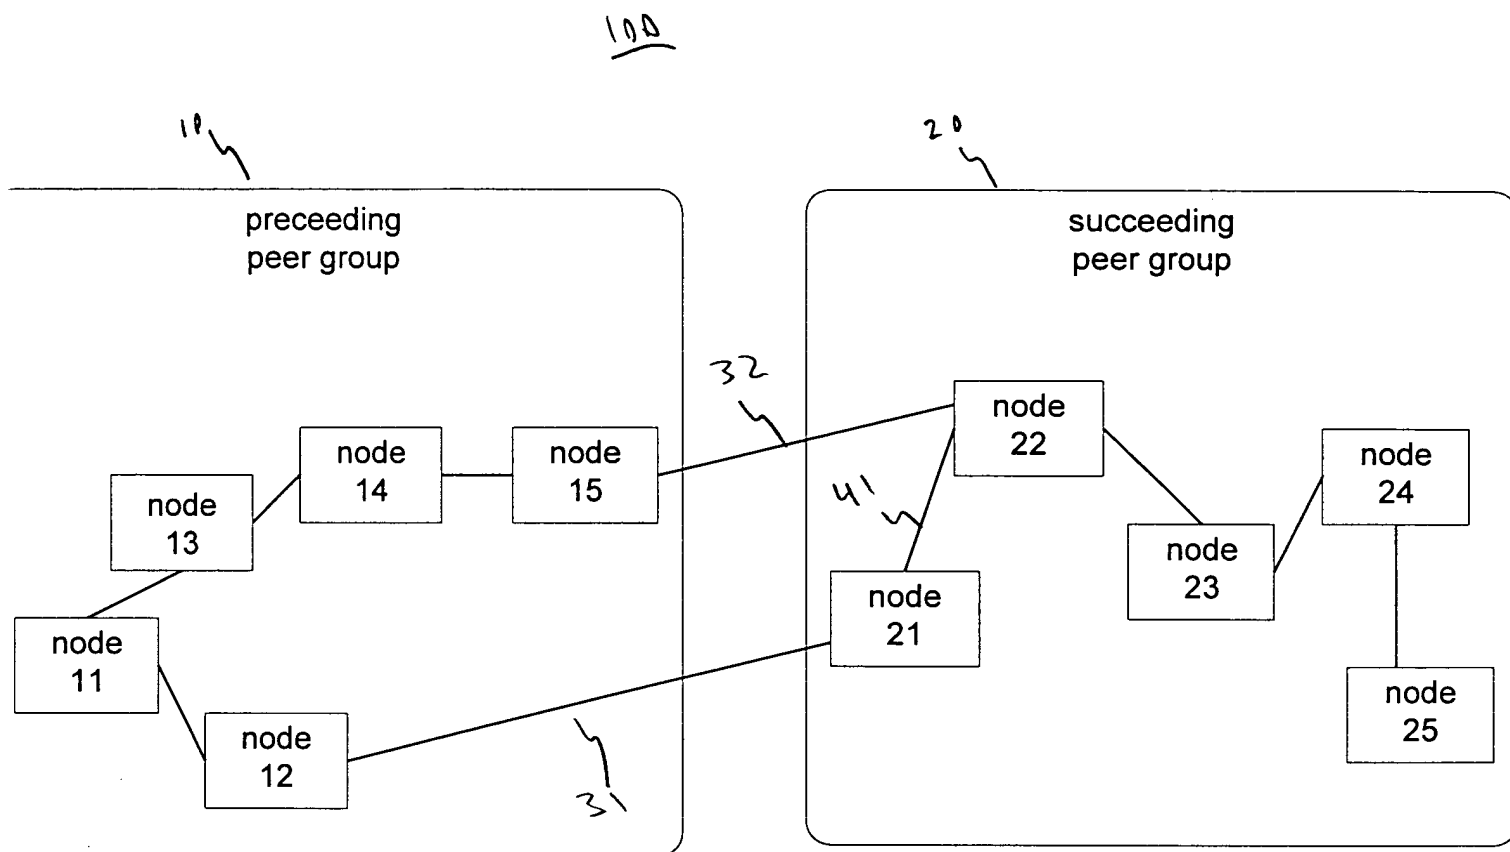 100
10
20
preceeding
peer group
succeeding
peer group
32
node
22
node
14
node
15
node
24
41
node
13
node
23
node
21
node
11
node
25
node
12
31